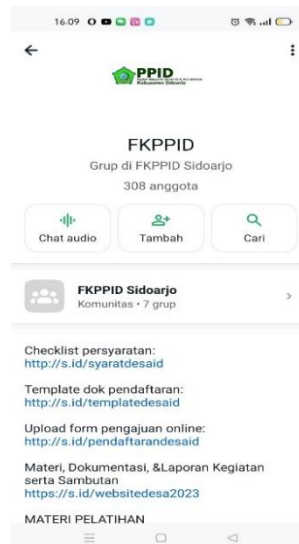 16.09
PPID
Kabupaten Sidoarjo
FKPPID
Grup di FKPPID Sidoarjo
308 anggota
Chat audio
Tambah
Cari
FKPPID Sidoarjo
Komunitas • 7 grup
Checklist persyaratan:
http://s.id/syaratdesaid
Template dok pendaftaran:
http://s.id/templatedesaid
Upload form pengajuan online:
http://s.id/pendaftarandesaid
Materi, Dokumentasi, &Laporan Kegiatan
serta Sambutan
https://s.id/websitedesa2023
MATERI PELATIHAN